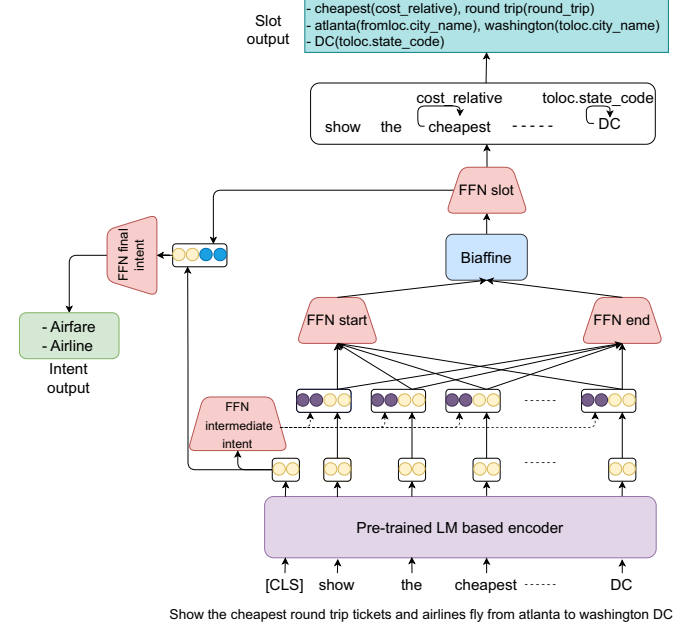 Slot
output
- cheapest(cost_relative), round trip(round_trip)
- atlanta(fromloc.city_name), washington(toloc.city_name)
- DC(toloc.state_code)
cost_relative toloc.state_code
show the cheapest - - - - - DC
FFN slot
FFN final
intent
Biaffine
- Airfare
- Airline
Intent
output
FFN start
FFN end
FFN
intermediate
intent
Pre-trained LM based encoder
[CLS] show the cheapest ------ DC
Show the cheapest round trip tickets and airlines fly from atlanta to washington DC